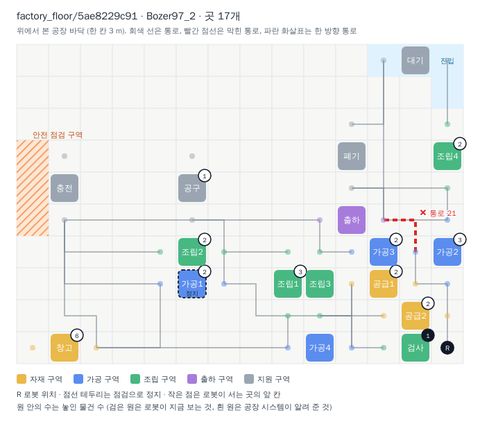 factory_floor/5ae8229c91 · Bozer97_2 · 곳 17개
위에서 본 공장 바닥 (한 칸 3 m). 회색 선은 통로, 빨간 점선은 막힌 통로, 파란 화살표는 한 방향 통로
대기
진입
안전 점검 구역
2
폐기
조립4
1
충전
공구
출하
✕ 통로 21
2
2
3
조립2
가공3
가공2
2
3
2
가공1
정지
조립1
조립3
공급1
2
공급2
6
1
창고
가공4
검사
R
자재 구역
가공 구역
조립 구역
출하 구역
지원 구역
R 로봇 위치 · 점선 테두리는 점검으로 정지 · 작은 점은 로봇이 서는 곳의 앞 칸
원 안의 수는 놓인 물건 수 (검은 원은 로봇이 지금 보는 것, 흰 원은 공장 시스템이 알려 준 것)